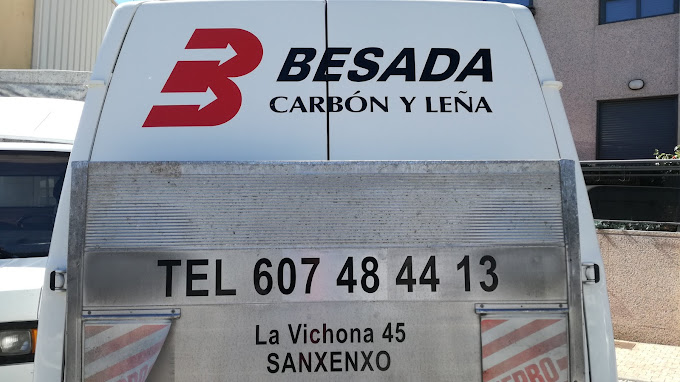 BESADA
CARBÓN Y LEÑA
TEL 607 48 44 13
La Vichona 45
SANXENXO